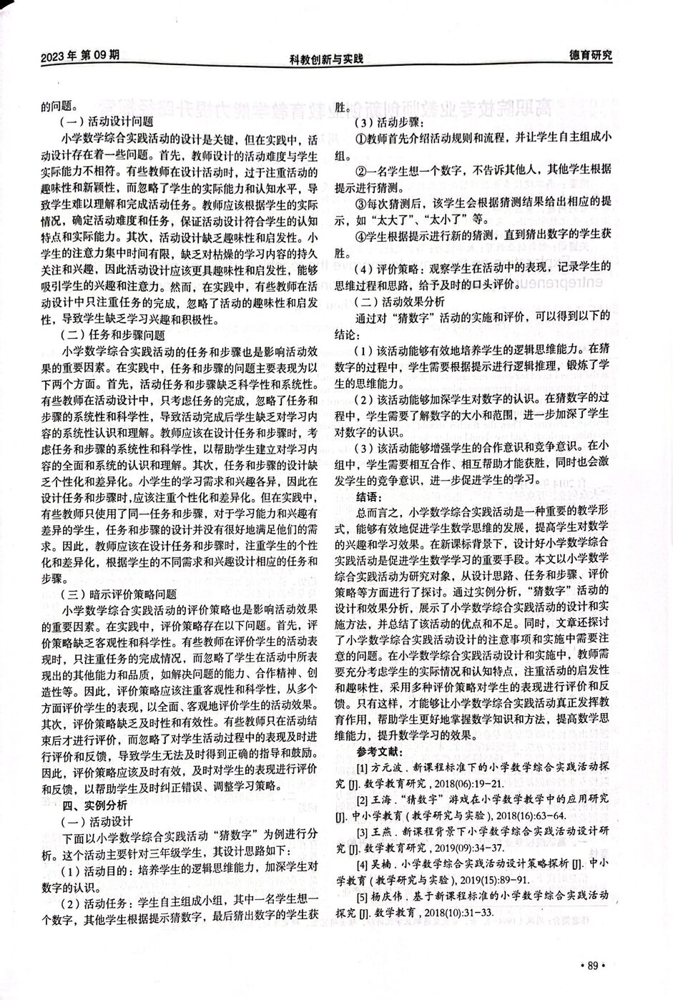 2023年 第09期
科教创新与实践
德育研究
的问题。
（一）活动设计问题
小学数学综合实践活动的设计是关键，但在实践中，活
动设计存在着一些问题。首先，教师设计的活动难度与学生
实际能力不相符。有些教师在设计活动时，过于注重活动的
趣味性和新颖性，而忽略了学生的实际能力和认知水平，导
致学生难以理解和完成活动任务。教师应该根据学生的实际
情况，确定活动难度和任务，保证活动设计符合学生的认知
特点和实际能力。其次，活动设计缺乏趣味性和启发性。小
学生的注意力集中时间有限，缺乏对枯燥的学习内容的持久
关注和兴趣，因此活动设计应该更具趣味性和启发性，能够
吸引学生的兴趣和注意力。然而，在实践中，有些教师在活
动设计中只注重任务的完成，忽略了活动的趣味性和启发
性，导致学生缺乏学习兴趣和积极性。
（二）任务和步骤问题
小学数学综合实践活动的任务和步骤也是影响活动效
果的重要因素。在实践中，任务和步骤的问题主要表现为以
下两个方面。首先，活动任务和步骤缺乏科学性和系统性。
有些教师在活动设计中，只考虑任务的完成，忽略了任务和
步骤的系统性和科学性，导致活动完成后学生缺乏对学习内
容的系统性认识和理解。教师应该在设计任务和步骤时，考
虑任务和步骤的系统性和科学性，以帮助学生建立对学习内
容的全面和系统的认识和理解。其次，任务和步骤的设计缺
乏个性化和差异化。小学生的学习需求和兴趣各异，因此在
设计任务和步骤时，应该注重个性化和差异化。但在实践中，
有些教师只使用了同一任务和步骤，对于学习能力和兴趣有
差异的学生，任务和步骤的设计并没有很好地满足他们的需
求。因此，教师应该在设计任务和步骤时，注重学生的个性
化和差异化，根据学生的不同需求和兴趣设计相应的任务和
步骤。
（三）暗示评价策略问题
小学数学综合实践活动的评价策略也是影响活动效果
的重要因素。在实践中，评价策略存在以下问题。首先，评
价策略缺乏客观性和科学性。有些教师在评价学生的活动表
现时，只注重任务的完成情况，而忽略了学生在活动中所表
现出的其他能力和品质，如解决问题的能力、合作精神、创
造性等。因此，评价策略应该注重客观性和科学性，从多个
方面评价学生的表现，以全面、客观地评价学生的活动效果。
其次，评价策略缺乏及时性和有效性。有些教师只在活动结
束后才进行评价，而忽略了对学生活动过程中的表现及时进
行评价和反馈，导致学生无法及时得到正确的指导和鼓励。
因此，评价策略应该及时有效，及时对学生的表现进行评价
和反馈，以帮助学生及时纠正错误、调整学习策略。
四、实例分析
（一）活动设计
下面以小学数学综合实践活动“猜数字”为例进行分
析。这个活动主要针对三年级学生，其设计思路如下：
（1）活动目的：培养学生的逻辑思维能力，加深学生对
数字的认识。
（2）活动任务：学生自主组成小组，其中一名学生想一
个数字，其他学生根据提示猜数字，最后猜出数字的学生获
胜。
（3）活动步骤：
①教师首先介绍活动规则和流程，并让学生自主组成小
组。
②一名学生想一个数字，不告诉其他人，其他学生根据
提示进行猜测。
③每次猜测后，该学生会根据猜测结果给出相应的提
示，如“太大了”、“太小了”等。
④学生根据提示进行新的猜测，直到猜出数字的学生获
胜。
（4）评价策略：观察学生在活动中的表现，记录学生的
思维过程和思路，给予及时的口头评价。
（二）活动效果分析
通过对“猜数字”活动的实施和评价，可以得到以下的
结论：
（1）该活动能够有效地培养学生的逻辑思维能力。在猜
数字的过程中，学生需要根据提示进行逻辑推理，锻炼了学
生的思维能力。
（2）该活动能够加深学生对数字的认识。在猜数字的过
程中，学生需要了解数字的大小和范围，进一步加深了学生
对数字的认识。
（3）该活动能够增强学生的合作意识和竞争意识。在小
组中，学生需要相互合作、相互帮助才能获胜，同时也会激
发学生的竞争意识，进一步促进学生的学习。
结语：
总而言之，小学数学综合实践活动是一种重要的教学形
式，能够有效地促进学生数学思维的发展，提高学生对数学
的兴趣和学习效果。在新课标背景下，设计好小学数学综合
实践活动是促进学生数学学习的重要手段。本文以小学数学
综合实践活动为研究对象，从设计思路、任务和步骤、评价
策略等方面进行了探讨。通过实例分析，“猜数字”活动的
设计和效果分析，展示了小学数学综合实践活动的设计和实
施方法，并总结了该活动的优点和不足。同时，文章还探讨
了小学数学综合实践活动设计的注意事项和实施中需要注
意的问题。在小学数学综合实践活动设计和实施中，教师需
要充分考虑学生的实际情况和认知特点，注重活动的启发性
和趣味性，采用多种评价策略对学生的表现进行评价和反
馈。只有这样，才能够让小学数学综合实践活动真正发挥教
育作用，帮助学生更好地掌握数学知识和方法，提高数学思
维能力，提升数学学习的效果。
参考文献：
[1] 方元波．新课程标准下的小学数学综合实践活动探
究 [J]. 数学教育研究, 2018(06):19-21.
[2] 王海．“猜数字”游戏在小学数学教学中的应用研究
[J]. 中小学教育 ( 教学研究与实验 ), 2018(16):63-64.
[3] 王燕．新课程背景下小学数学综合实践活动设计研
究 [J]. 数学教育研究, 2019(09):34-37.
[4] 吴楠．小学数学综合实践活动设计策略探析 [J]. 中小
学教育 ( 教学研究与实验 ), 2019(15):89-91.
[5] 杨庆伟．基于新课程标准的小学数学综合实践活动
探究 [J]. 数学教育, 2018(10):31-33.
·89·